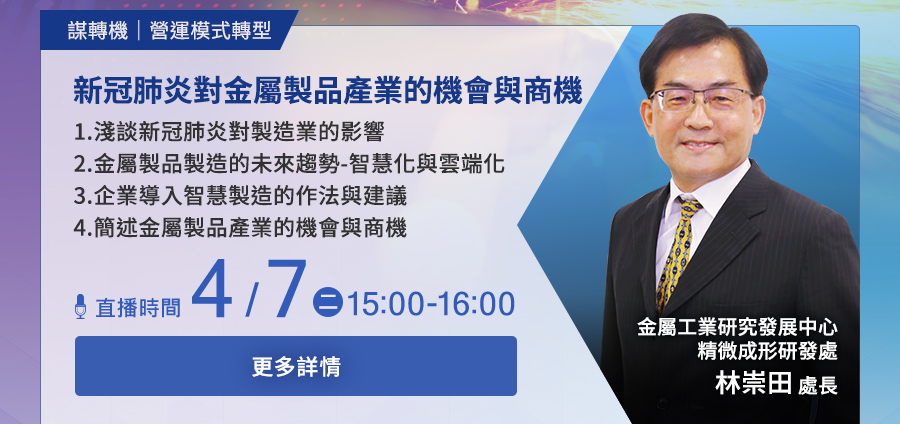 謀轉機｜營運模式轉型
新冠肺炎對金屬製品產業的機會與商機
1.淺談新冠肺炎對製造業的影響
2.金屬製品製造的未來趨勢-智慧化與雲端化
3.企業導入智慧製造的作法與建議
4.簡述金屬製品產業的機會與商機
直播時間 4/7 二 15:00-16:00
更多詳情
金屬工業研究發展中心
精微成形研發處
林崇田 處長